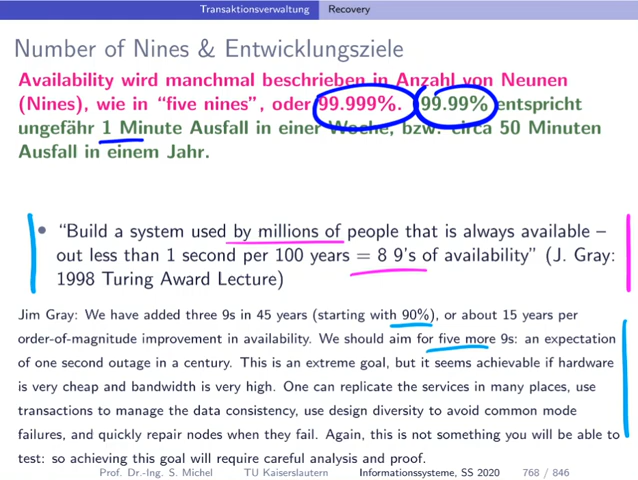 Transaktionsverwaltung Recovery
Number of Nines & Entwicklungsziele
Availability wird manchmal beschrieben in Anzahl von Neunen
(Nines), wie in “five nines”, oder 99.999%. 99.99% entspricht
ungefähr 1 Minute Ausfall in einer Woche, bzw. circa 50 Minuten
Ausfall in einem Jahr.
• “Build a system used by millions of people that is always available –
out less than 1 second per 100 years = 8 9’s of availability” (J. Gray:
1998 Turing Award Lecture)
Jim Gray: We have added three 9s in 45 years (starting with 90%), or about 15 years per
order-of-magnitude improvement in availability. We should aim for five more 9s: an expectation
of one second outage in a century. This is an extreme goal, but it seems achievable if hardware
is very cheap and bandwidth is very high. One can replicate the services in many places, use
transactions to manage the data consistency, use design diversity to avoid common mode
failures, and quickly repair nodes when they fail. Again, this is not something you will be able to
test: so achieving this goal will require careful analysis and proof.
Prof. Dr.-Ing. S. Michel TU Kaiserslautern Informationssysteme, SS 2020 768 / 846